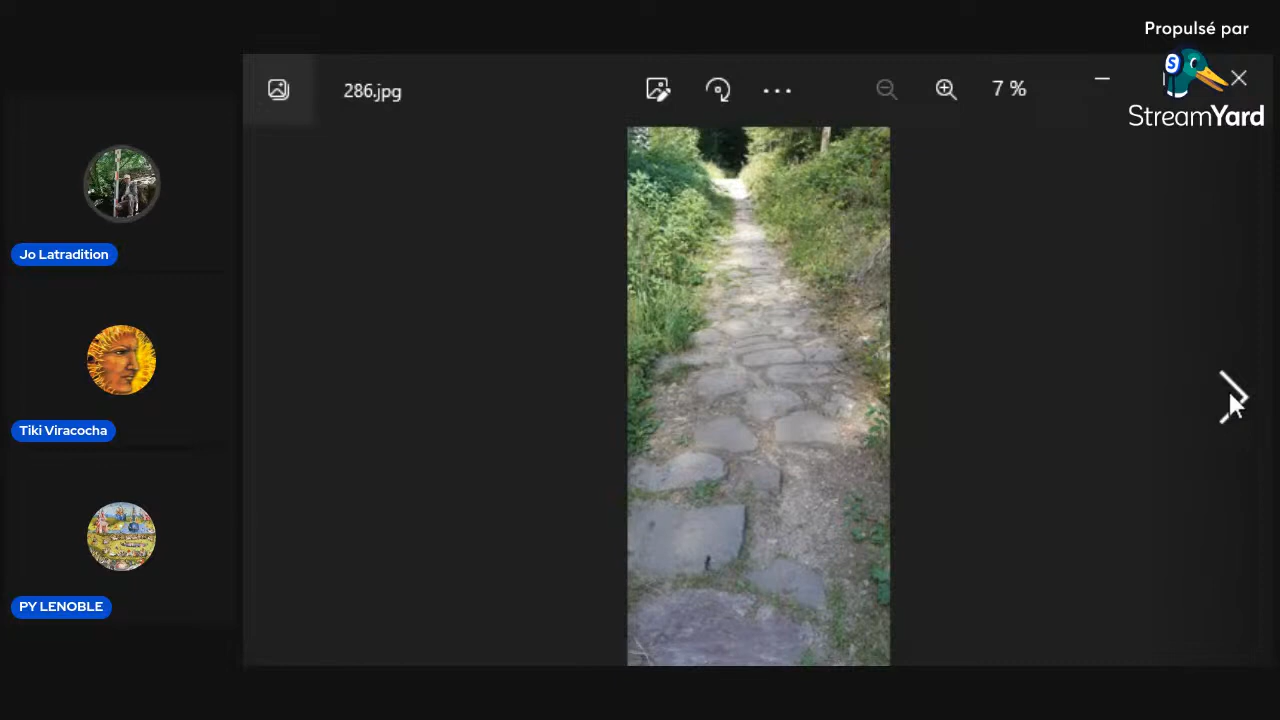 Propulsé par
S
StreamYard
286.jpg
7 %
Jo Latradition
Tiki Viracocha
PY LENOBLE